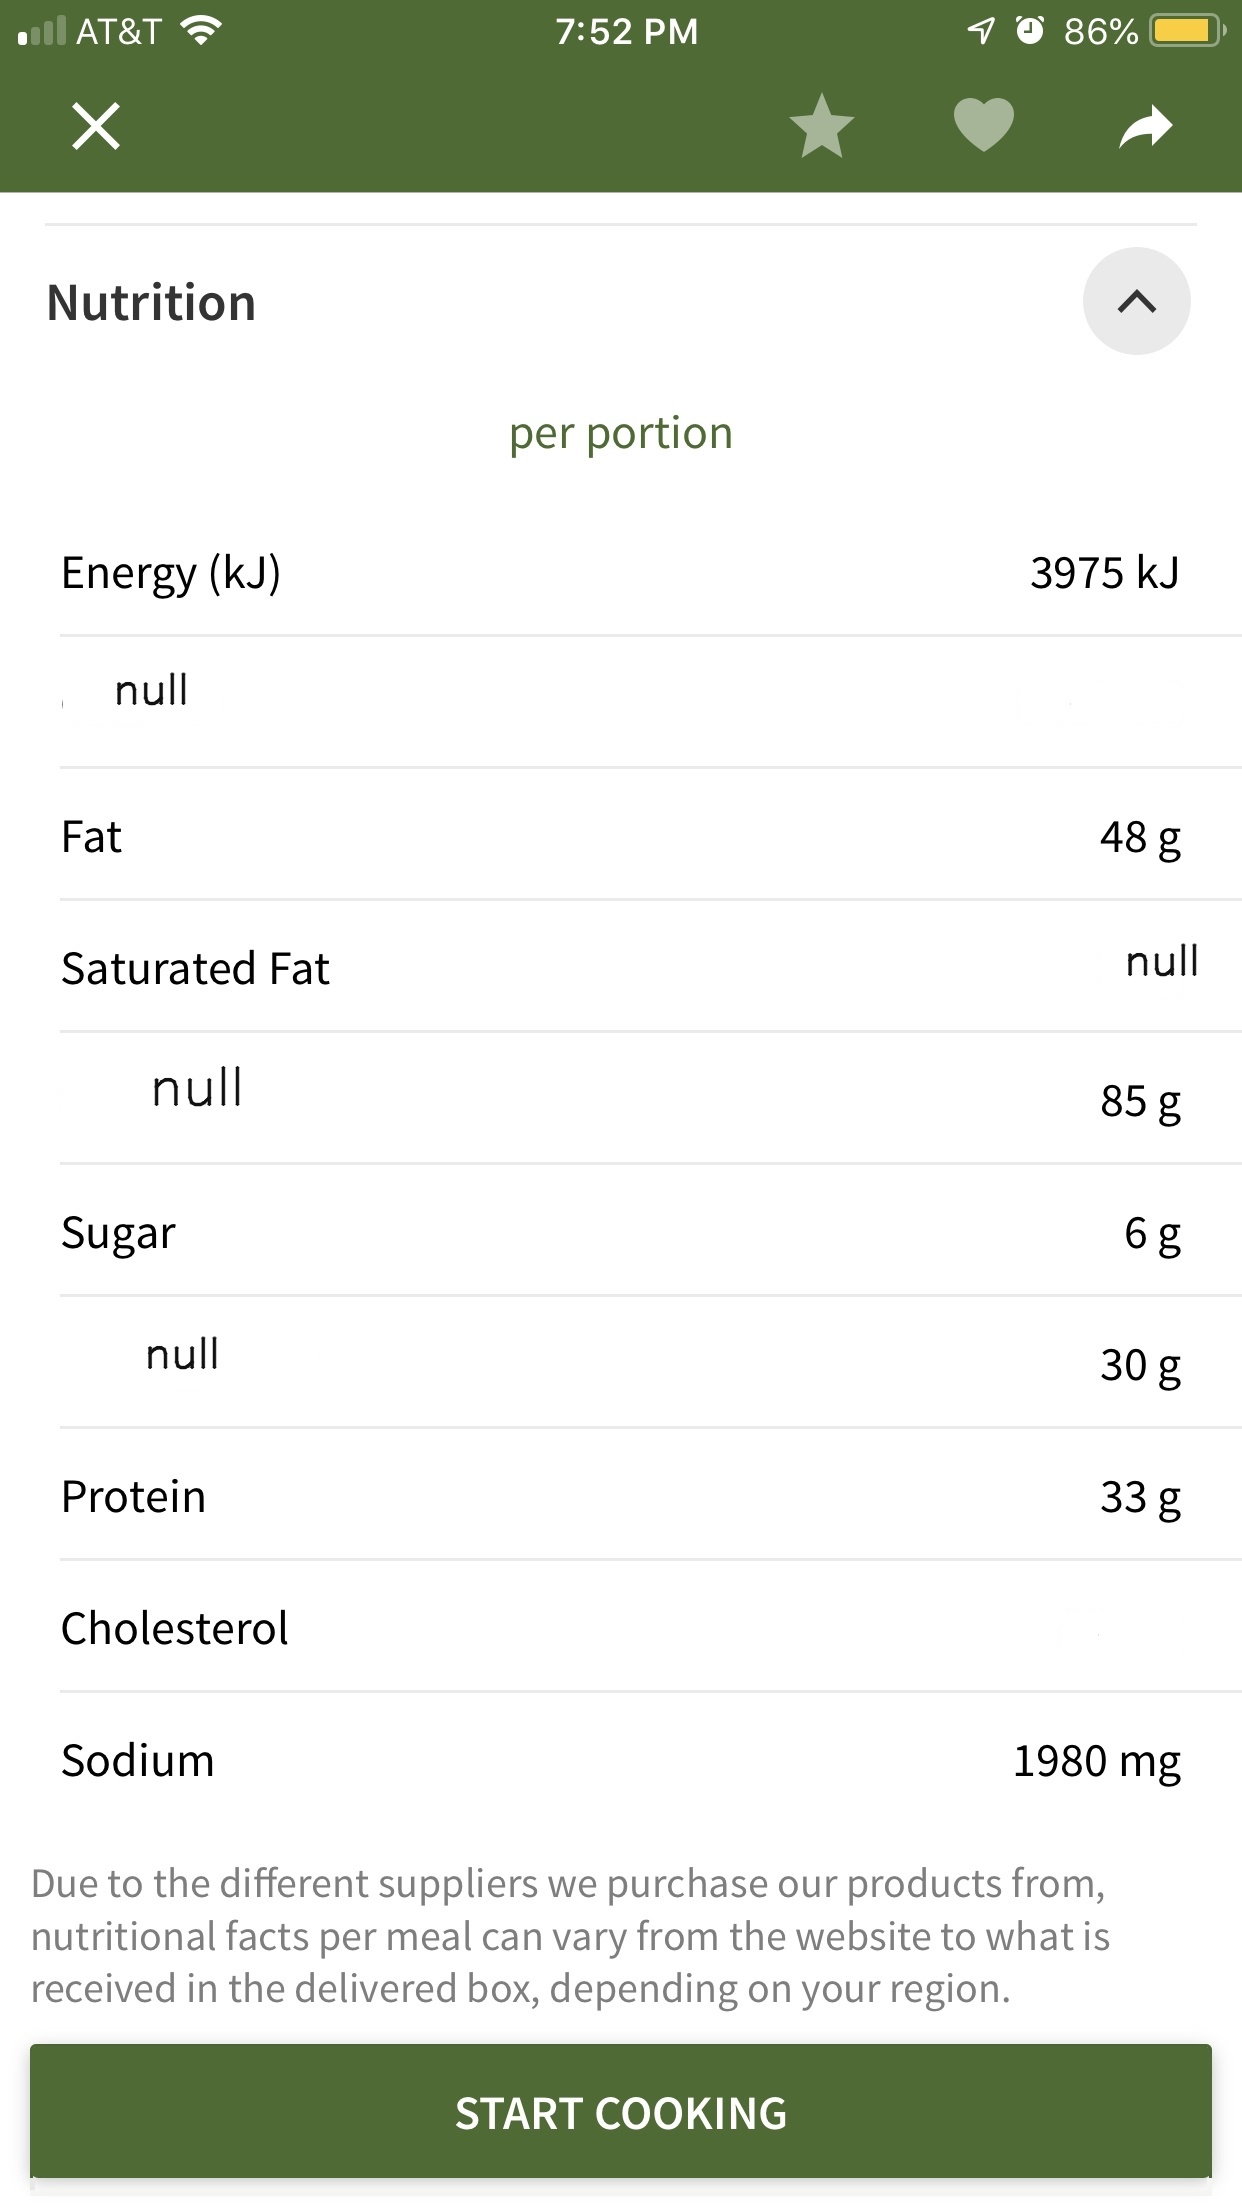 AT&T 7:52 PM 86%
Nutrition
per portion
Energy (kJ) 3975 kJ
null
Fat 48 g
Saturated Fat null
null 85 g
Sugar 6 g
null 30 g
Protein 33 g
Cholesterol
Sodium 1980 mg
Due to the different suppliers we purchase our products from,
nutritional facts per meal can vary from the website to what is
received in the delivered box, depending on your region.
START COOKING